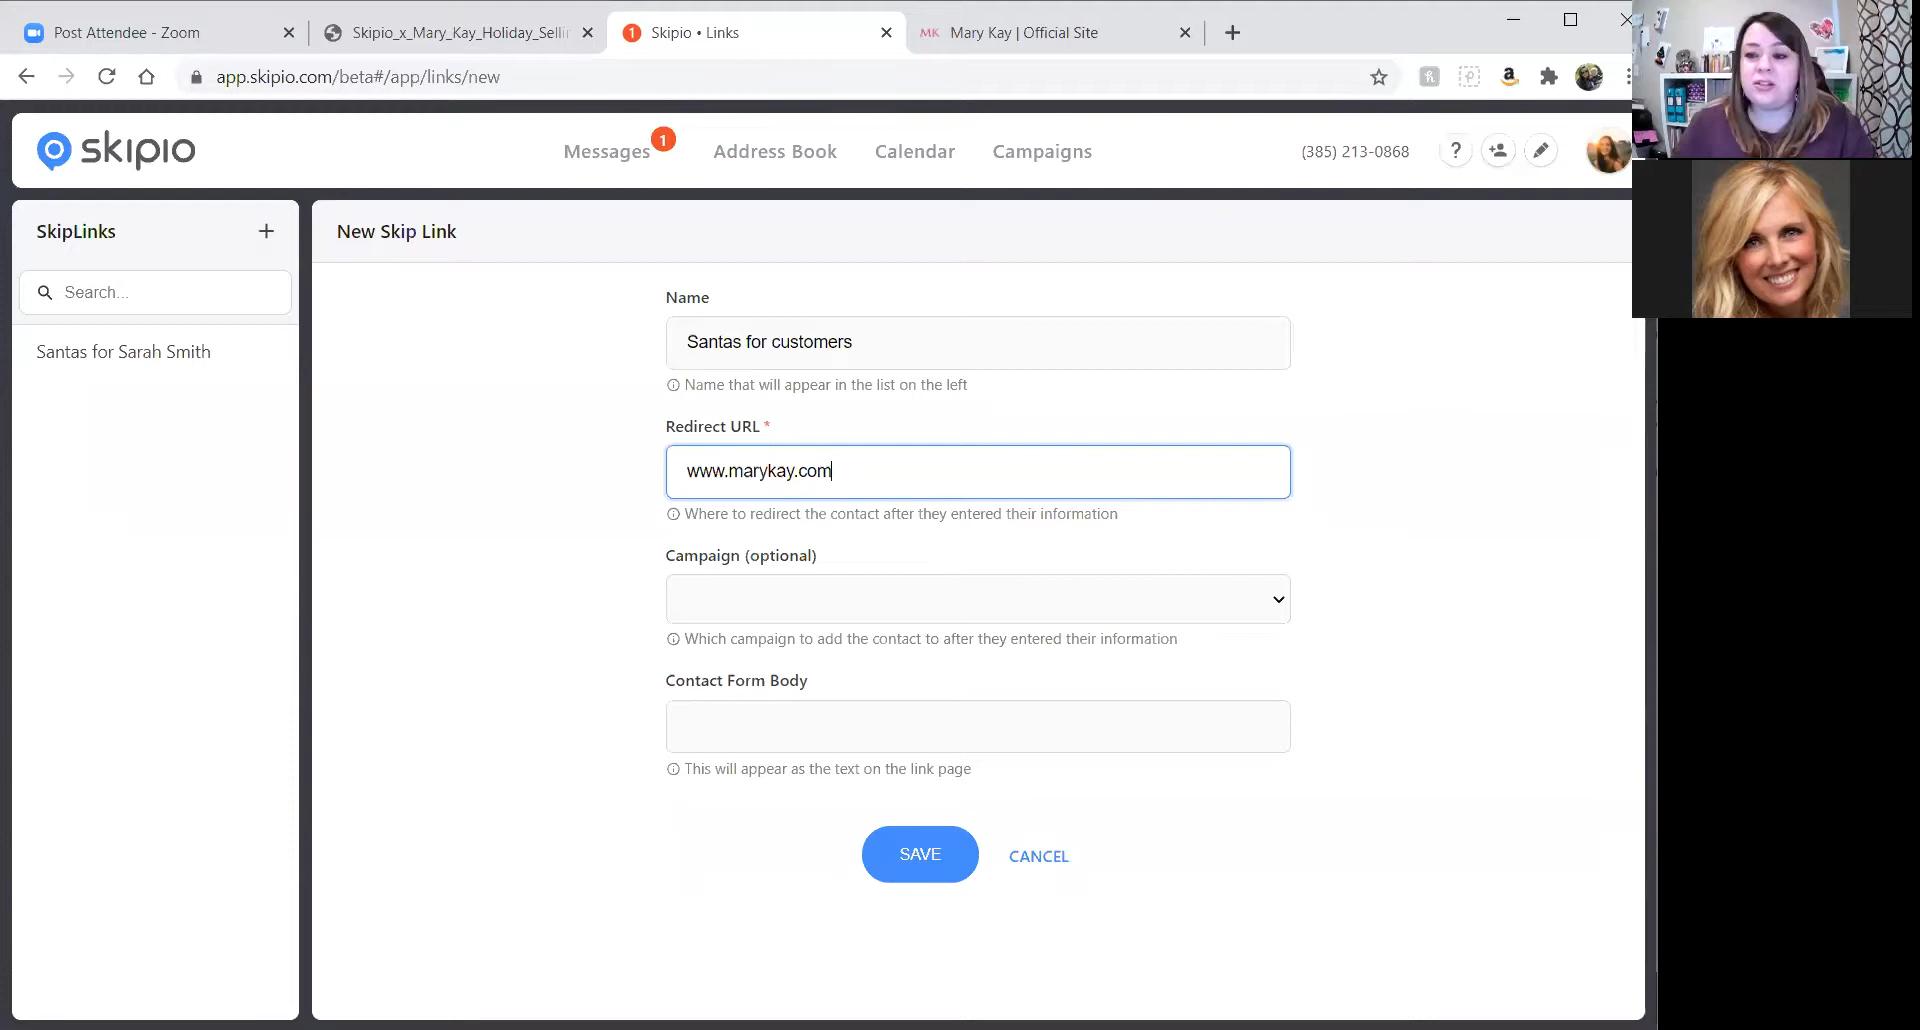 Post Attendee - Zoom
Skipio_x_Mary_Kay_Holiday_Selli
1
Skipio • Links
MK Mary Kay | Official Site
app.skipio.com/beta#/app/links/new
skipio
Messages
1
Address Book
Calendar
Campaigns
(385) 213-0868
?
SkipLinks
Search...
Santas for Sarah Smith
New Skip Link
Name
Santas for customers
Name that will appear in the list on the left
Redirect URL *
www.marykay.com
Where to redirect the contact after they entered their information
Campaign (optional)
Which campaign to add the contact to after they entered their information
Contact Form Body
This will appear as the text on the link page
SAVE
CANCEL